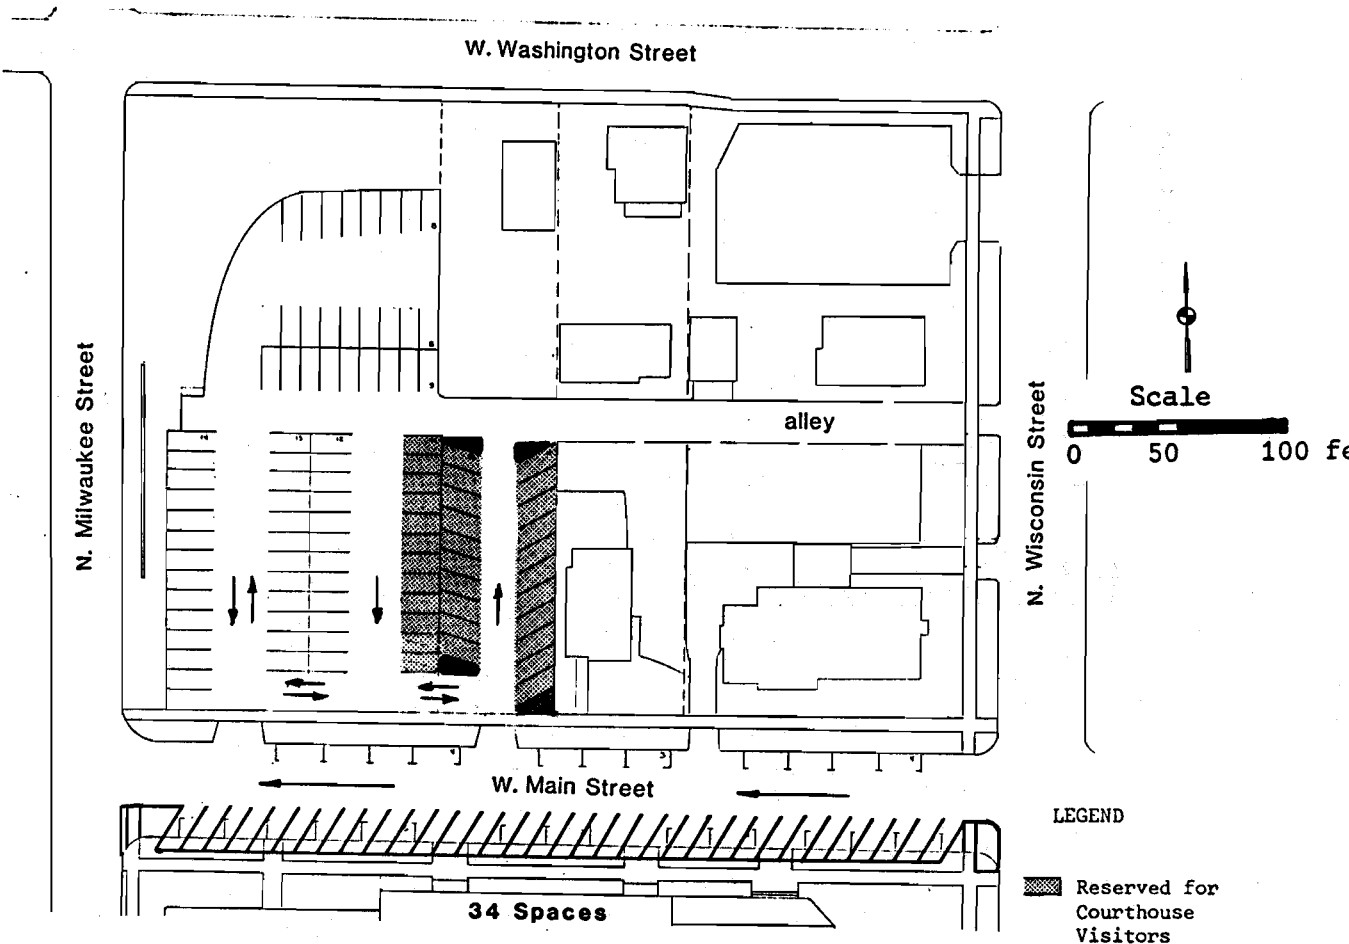 W. Washington Street
N. Milwaukee Street
alley
N. Wisconsin Street
Scale
0 50 100 fe
W. Main Street
LEGEND
Reserved for
Courthouse
Visitors
34 Spaces